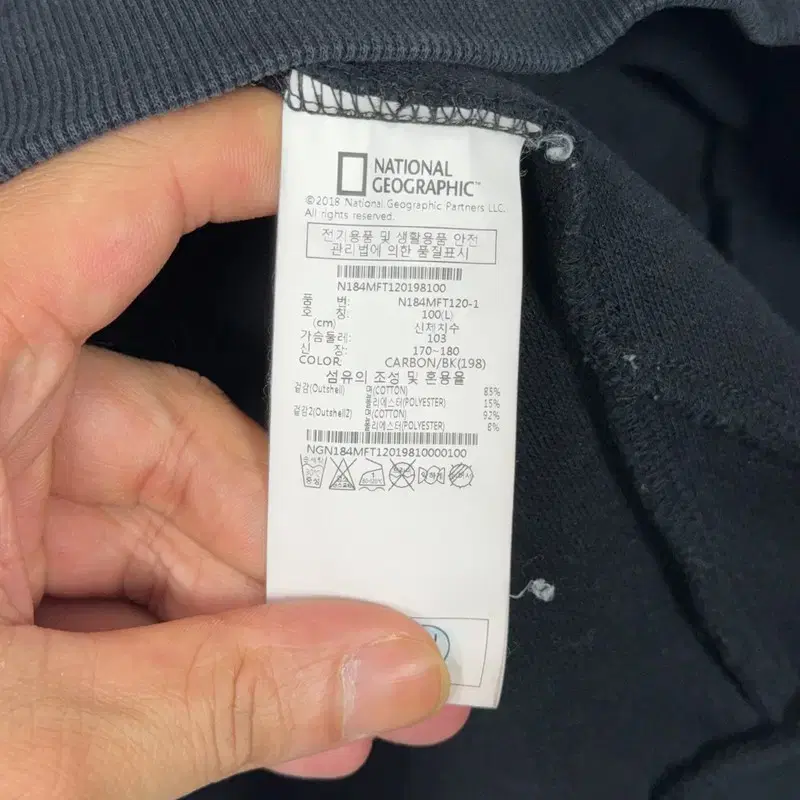 NATIONAL
GEOGRAPHIC™
©2018 National Geographic Partners LLC.
All rights reserved.
전기용품 및 생활용품 안전
관리법에 의한 품질표시
N184MFT120198100
품 번: N184MFT120-1
호 칭: 100(L)
(cm) 신체치수
가슴둘레: 103
신 장: 170~180
COLOR: CARBON/BK(198)
섬유의 조성 및 혼용율
겉감(Outshell) 면(COTTON) 85%
리에스터(POLYESTER) 15%
겉감2(Outshell2) 면(COTTON) 92%
리에스터(POLYESTER) 8%
NGN184MFT12019810000100
30℃
중성